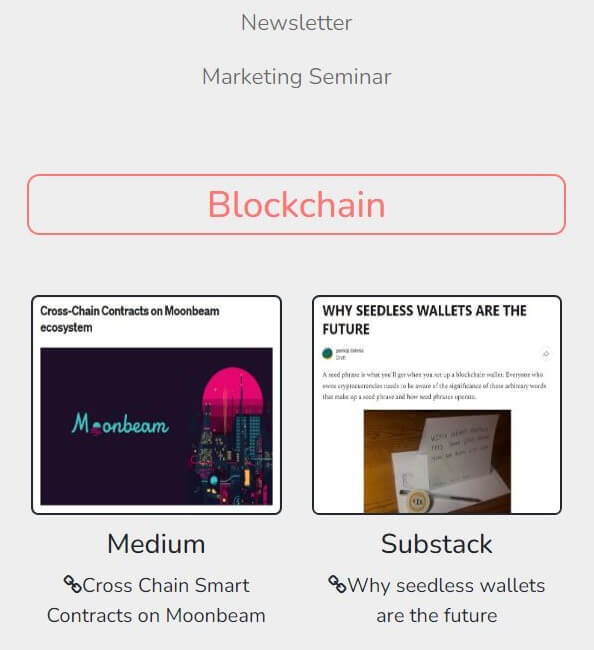 Newsletter
Marketing Seminar
Blockchain
Cross-Chain Contracts on Moonbeam
ecosystem
Moonbeam
Medium
Cross Chain Smart
Contracts on Moonbeam
WHY SEEDLESS WALLETS ARE THE
FUTURE
Draft
A seed phrase is what you'll get when you set up a blockchain wallet. Everyone who
owns cryptocurrencies needs to be aware of the significance of these arbitrary words
that make up a seed phrase and how seed phrases operate.
Substack
Why seedless wallets
are the future